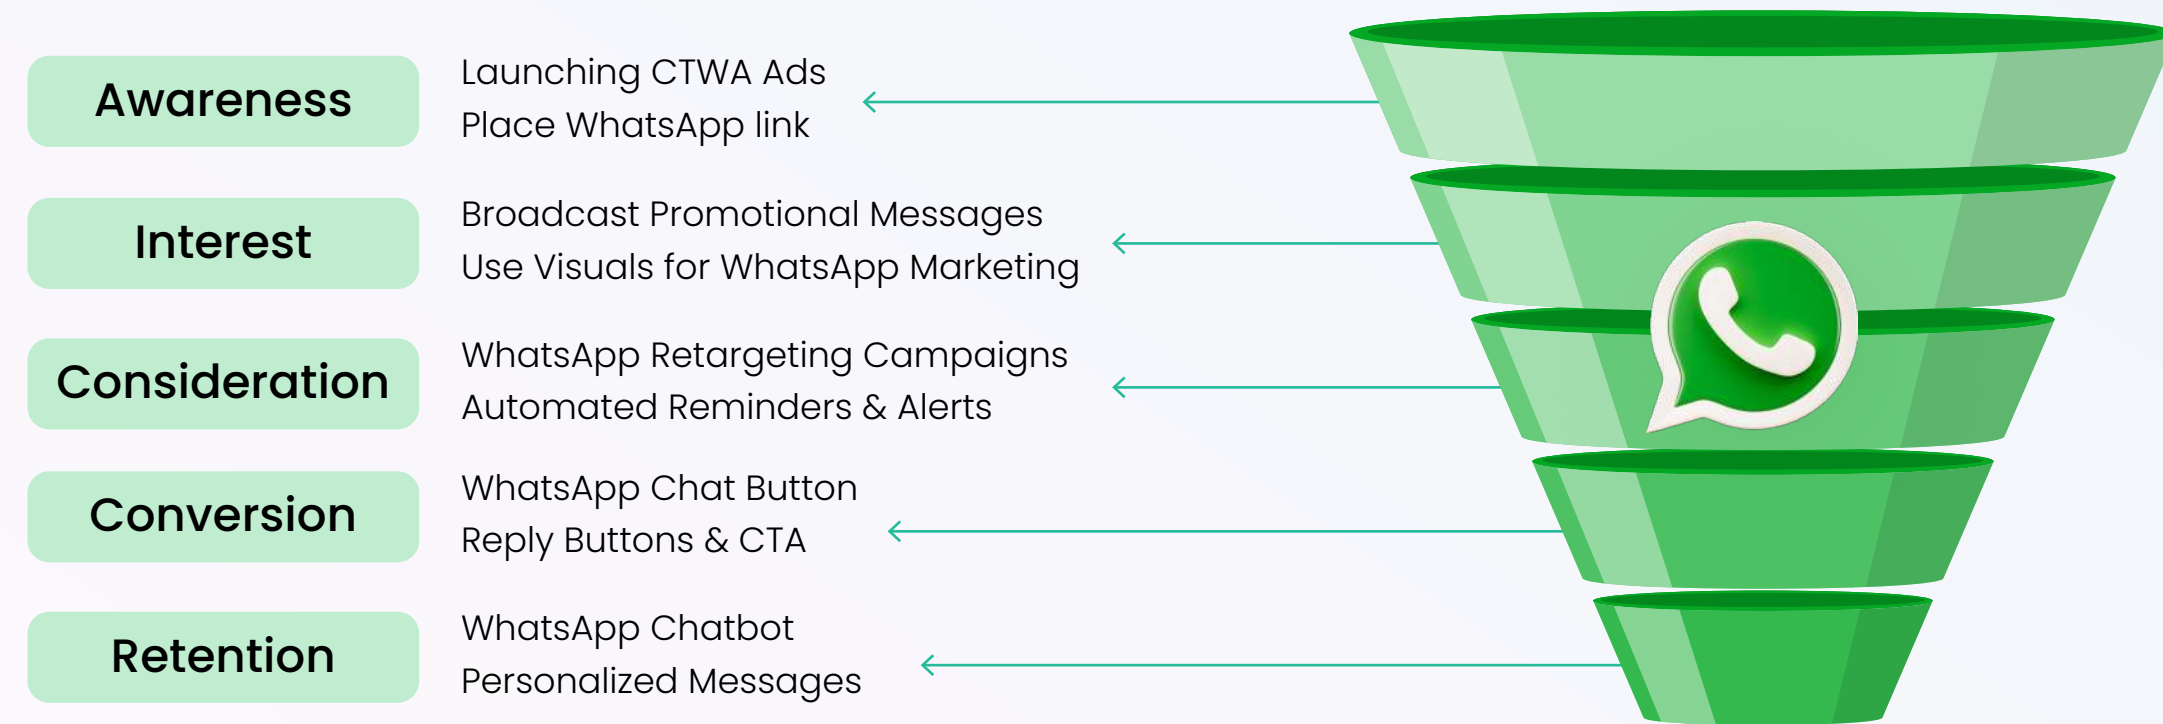 Awareness
Launching CTWA Ads
Place WhatsApp link
Interest
Broadcast Promotional Messages
Use Visuals for WhatsApp Marketing
Consideration
WhatsApp Retargeting Campaigns
Automated Reminders & Alerts
Conversion
WhatsApp Chat Button
Reply Buttons & CTA
Retention
WhatsApp Chatbot
Personalized Messages